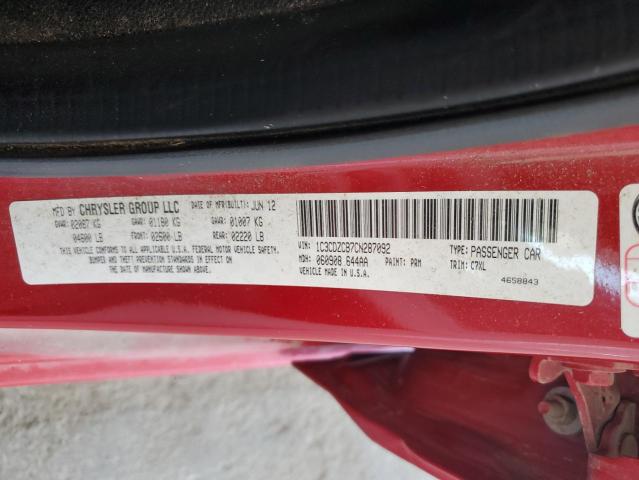 MFD BY CHRYSLER GROUP LLC DATE OF MFR(BUILT): JUN 12
GVWR: 02087 KG GAWR: 01180 KG GAWR: 01007 KG
04600 LB FRONT: 02600 LB REAR: 02220 LB
THIS VEHICLE CONFORMS TO ALL APPLICABLE U.S.A. FEDERAL MOTOR VEHICLE SAFETY,
BUMPER AND THEFT PREVENTION STANDARDS IN EFFECT ON
THE DATE OF MANUFACTURE SHOWN ABOVE.
VIN: 1C3CDZCB7CN287092 TYPE: PASSENGER CAR
MDH: 060908 644AA PAINT: PRM TRIM: C7XL
VEHICLE MADE IN U.S.A.
4658843